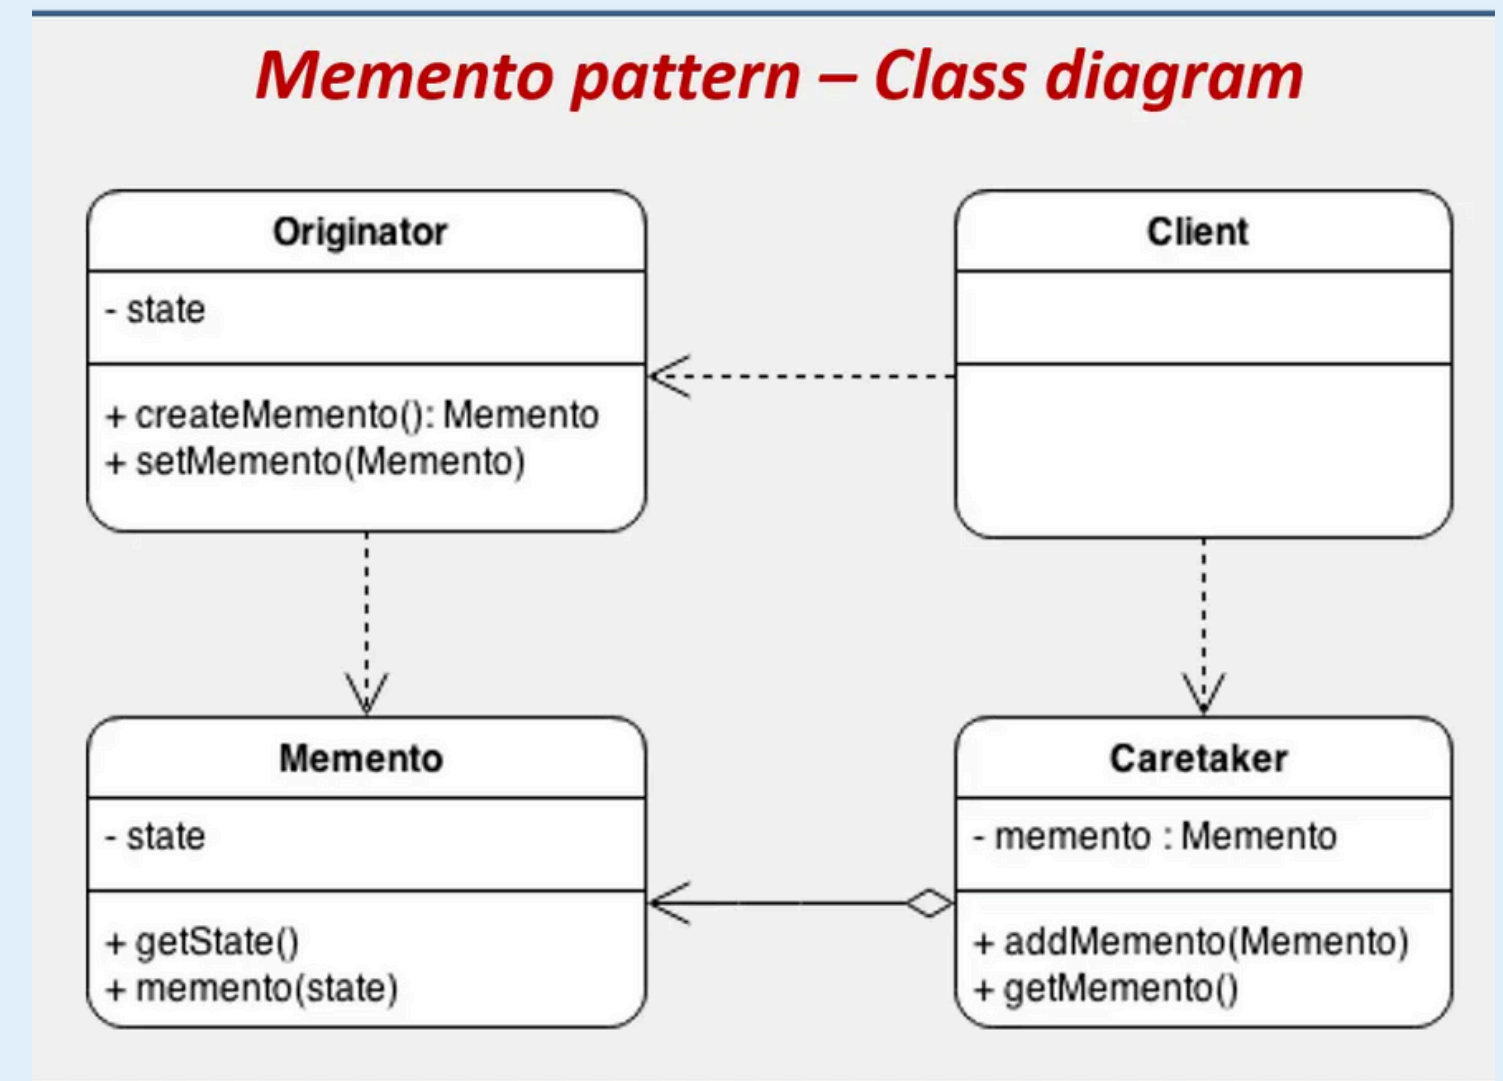 Memento pattern – Class diagram
Originator
- state
+ createMemento(): Memento
+ setMemento(Memento)
Client
Memento
- state
+ getState()
+ memento(state)
Caretaker
- memento : Memento
+ addMemento(Memento)
+ getMemento()